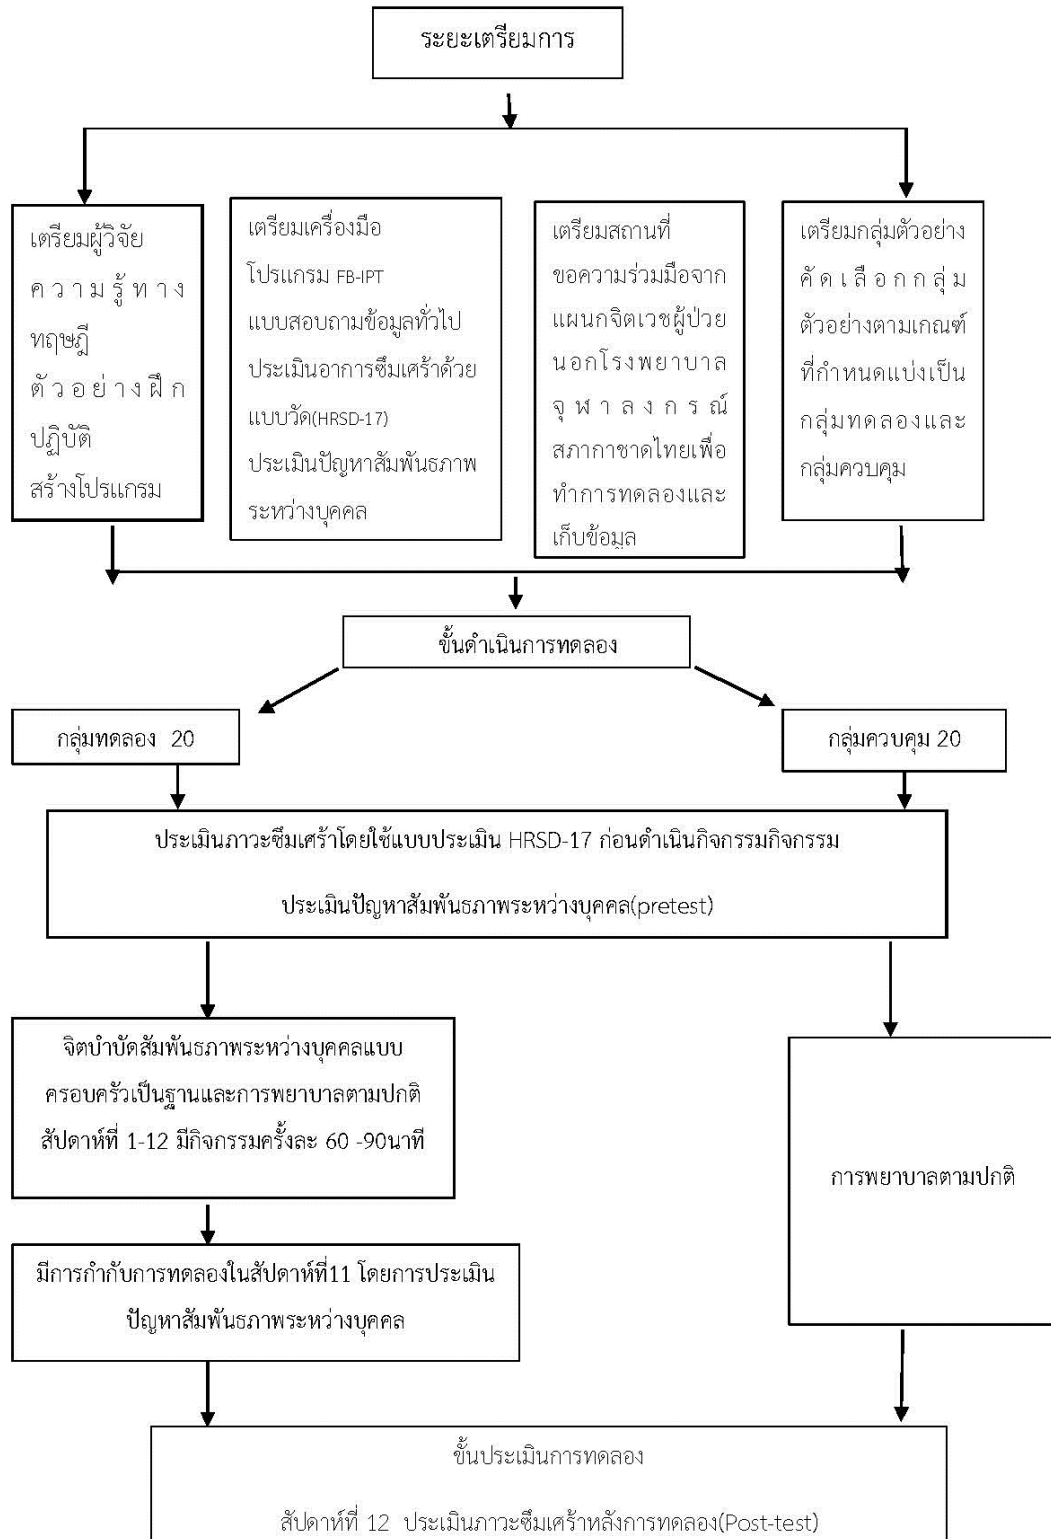 ระยะเตรียมการ
เตรียมผู้วิจัย
ความรู้ทาง
ทฤษฎี
ตัวอย่างฝึก
ปฏิบัติ
สร้างโปรแกรม
เตรียมเครื่องมือ
โปรแกรม FB-IPT
แบบสอบถามข้อมูลทั่วไป
ประเมินอาการซึมเศร้าด้วย
แบบวัด(HRSD-17)
ประเมินปัญหาสัมพันธภาพ
ระหว่างบุคคล
เตรียมสถานที่
ขอความร่วมมือจาก
แผนกจิตเวชผู้ป่วย
นอกโรงพยาบาล
จุฬาลงกรณ์
สภากาชาดไทยเพื่อ
ทำการทดลองและ
เก็บข้อมูล
เตรียมกลุ่มตัวอย่าง
คัดเลือกกลุ่ม
ตัวอย่างตามเกณฑ์
ที่กำหนดแบ่งเป็น
กลุ่มทดลองและ
กลุ่มควบคุม
ขั้นดำเนินการทดลอง
กลุ่มทดลอง 20
กลุ่มควบคุม 20
ประเมินภาวะซึมเศร้าโดยใช้แบบประเมิน HRSD-17 ก่อนดำเนินกิจกรรมกิจกรรม
ประเมินปัญหาสัมพันธภาพระหว่างบุคคล(pretest)
จิตบำบัดสัมพันธภาพระหว่างบุคคลแบบ
ครอบครัวเป็นฐานและการพยาบาลตามปกติ
สัปดาห์ที่ 1-12 มีกิจกรรมครั้งละ 60 -90นาที
การพยาบาลตามปกติ
มีการกำกับการทดลองในสัปดาห์ที่11 โดยการประเมิน
ปัญหาสัมพันธภาพระหว่างบุคคล
ขั้นประเมินการทดลอง
สัปดาห์ที่ 12 ประเมินภาวะซึมเศร้าหลังการทดลอง(Post-test)